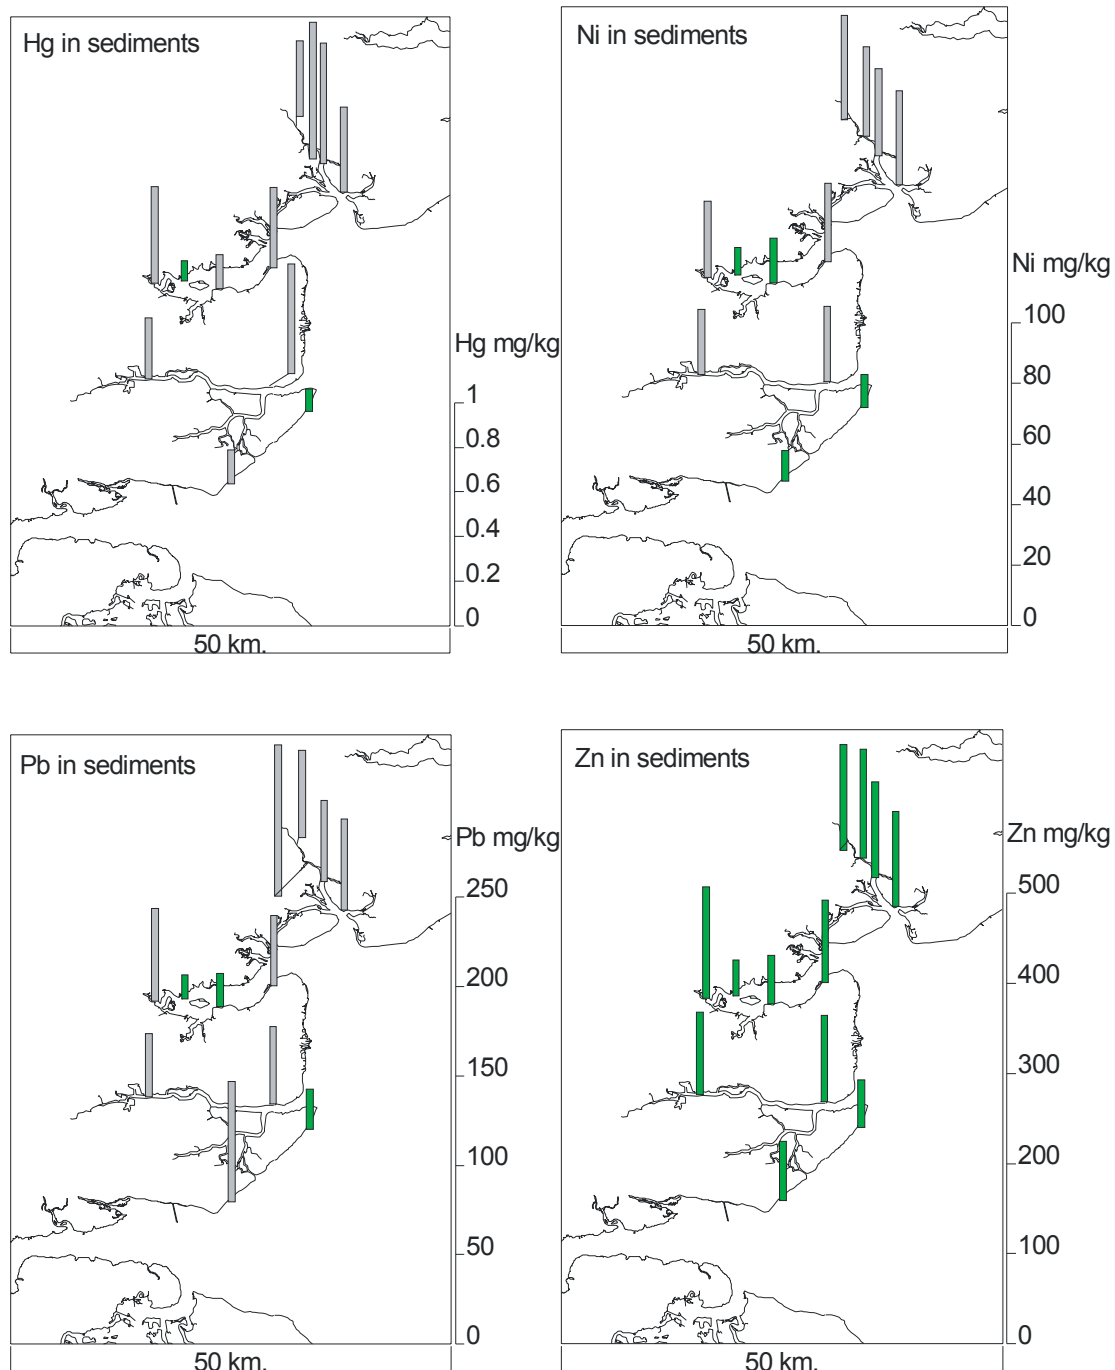 Hg in sediments
Hg mg/kg
1
0.8
0.6
0.4
0.2
0
50 km.
Ni in sediments
Ni mg/kg
100
80
60
40
20
0
50 km.
Pb in sediments
Pb mg/kg
250
200
150
100
50
0
50 km.
Zn in sediments
Zn mg/kg
500
400
300
200
100
0
50 km.